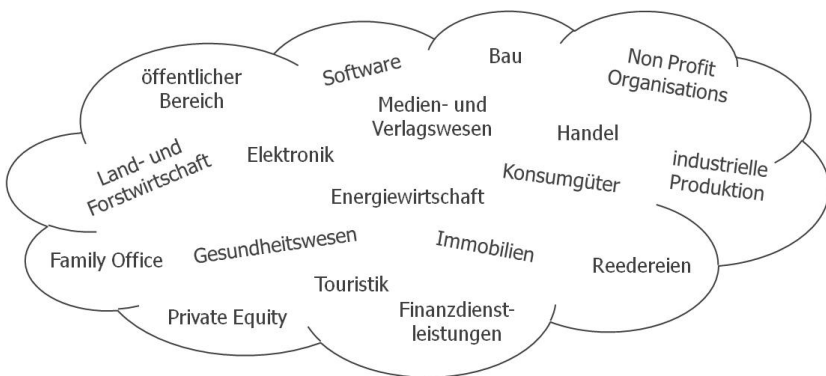 öffentlicher
Bereich
Software
Bau
Non Profit
Organisations
Medien- und
Verlagswesen
Handel
Land- und
Forstwirtschaft
Elektronik
Konsumgüter
industrielle
Produktion
Energiewirtschaft
Family Office
Gesundheitswesen
Immobilien
Reedereien
Touristik
Private Equity
Finanzdienst-
leistungen